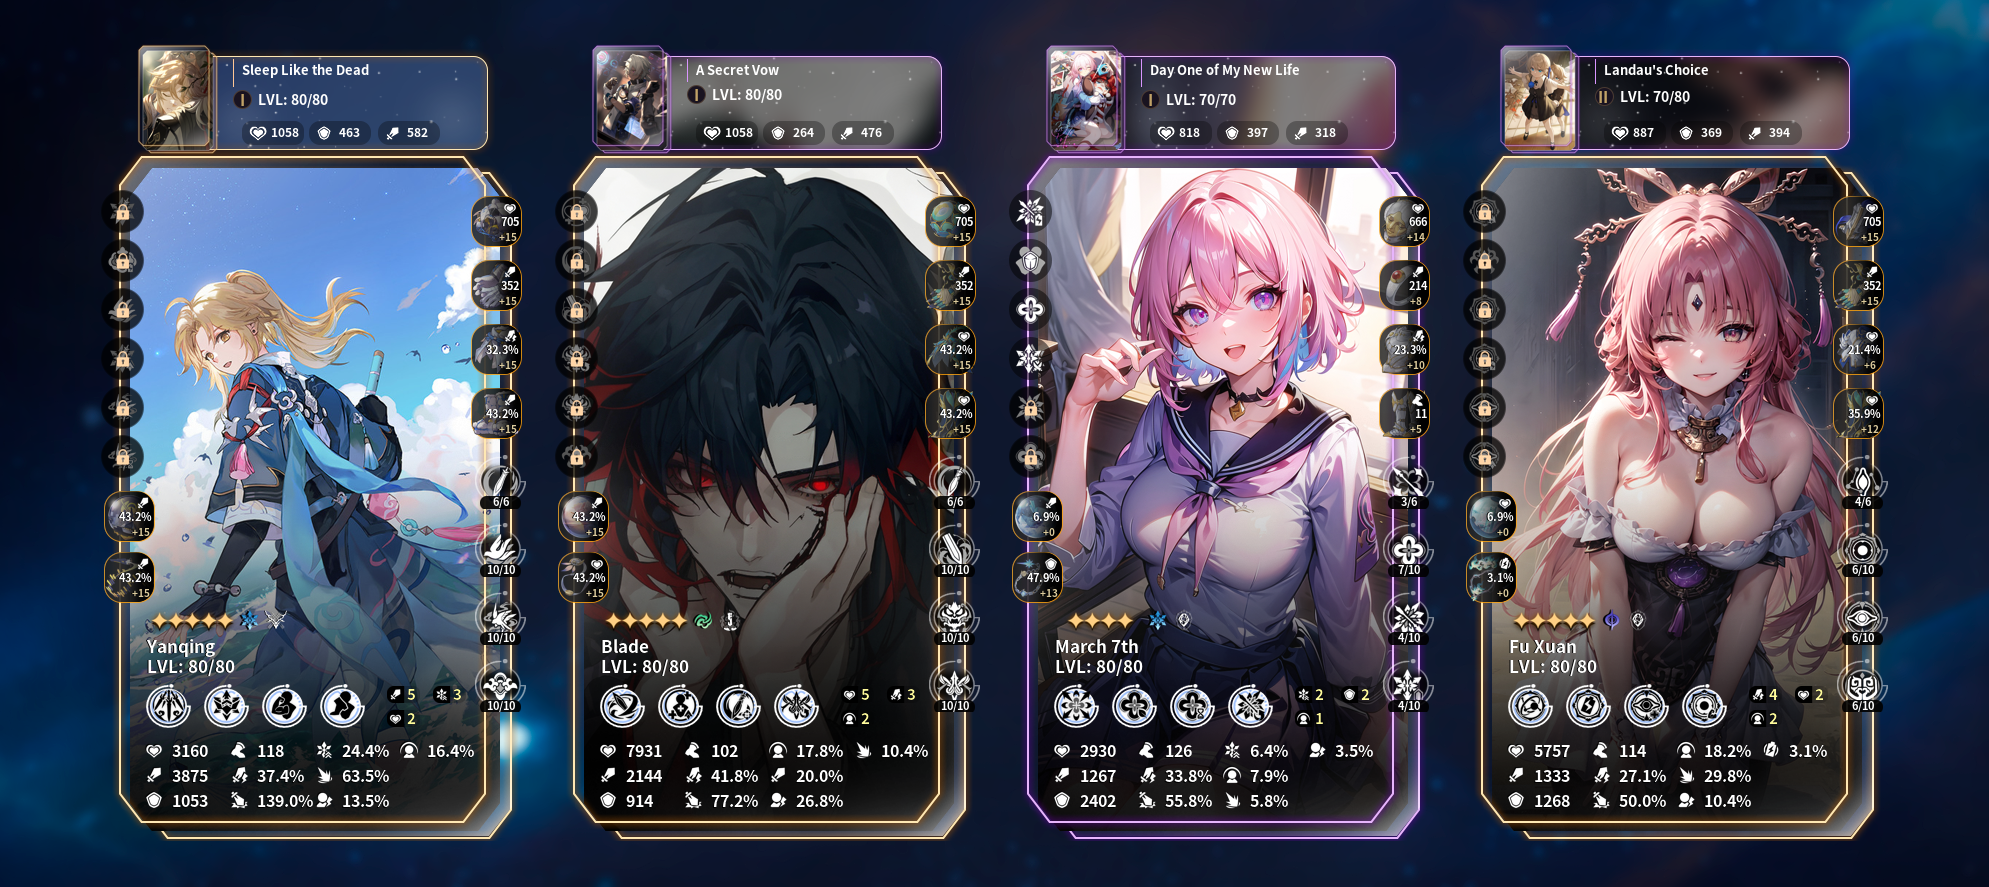 Sleep Like the Dead
I LVL: 80/80
1058 463 582
705
+15
352
+15
32.3%
+15
43.2%
+15
6/6
43.2%
+15
10/10
43.2%
+15
10/10
Yanqing
LVL: 80/80
10/10
5 3
2
3160 118 24.4% 16.4%
3875 37.4% 63.5%
1053 139.0% 13.5%
A Secret Vow
I LVL: 80/80
1058 264 476
705
+15
352
+15
43.2%
+15
43.2%
+15
6/6
43.2%
+15
10/10
43.2%
+15
10/10
Blade
LVL: 80/80
10/10
5 3
2
7931 102 17.8% 10.4%
2144 41.8% 20.0%
914 77.2% 26.8%
Day One of My New Life
I LVL: 70/70
818 397 318
666
+14
214
+8
23.3%
+10
11
+5
3/6
6.9%
+0
7/10
47.9%
+13
4/10
March 7th
LVL: 80/80
4/10
2 2
1
2930 126 6.4% 3.5%
1267 33.8% 7.9%
2402 55.8% 5.8%
Landau's Choice
II LVL: 70/80
887 369 394
705
+15
352
+15
21.4%
+6
35.9%
+12
4/6
6.9%
+0
6/10
3.1%
+0
6/10
Fu Xuan
LVL: 80/80
6/10
4 2
2
5757 114 18.2% 3.1%
1333 27.1% 29.8%
1268 50.0% 10.4%